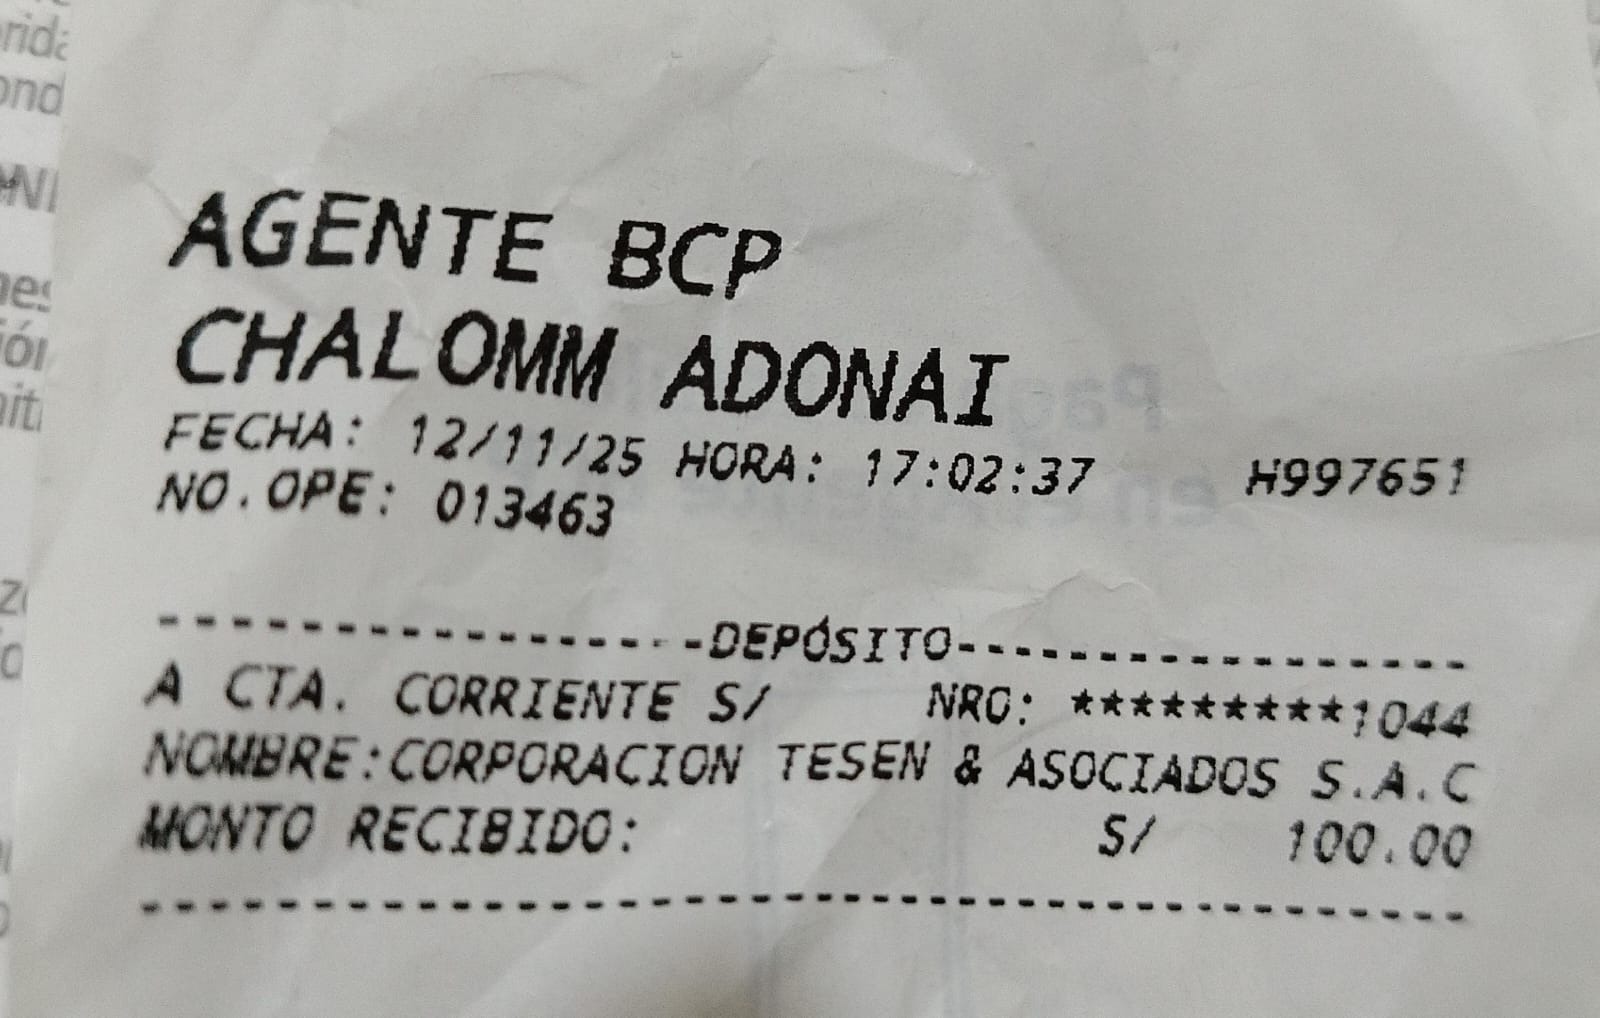 AGENTE BCP
CHALOMM ADONAI
FECHA: 12/11/25 HORA: 17:02:37 H997651
NO.OPE: 013463
------------------DEPÓSITO-----------------
A CTA. CORRIENTE S/ NRO: *********1044
NOMBRE:CORPORACION TESEN & ASOCIADOS S.A.C
MONTO RECIBIDO: S/ 100.00
-------------------------------------------